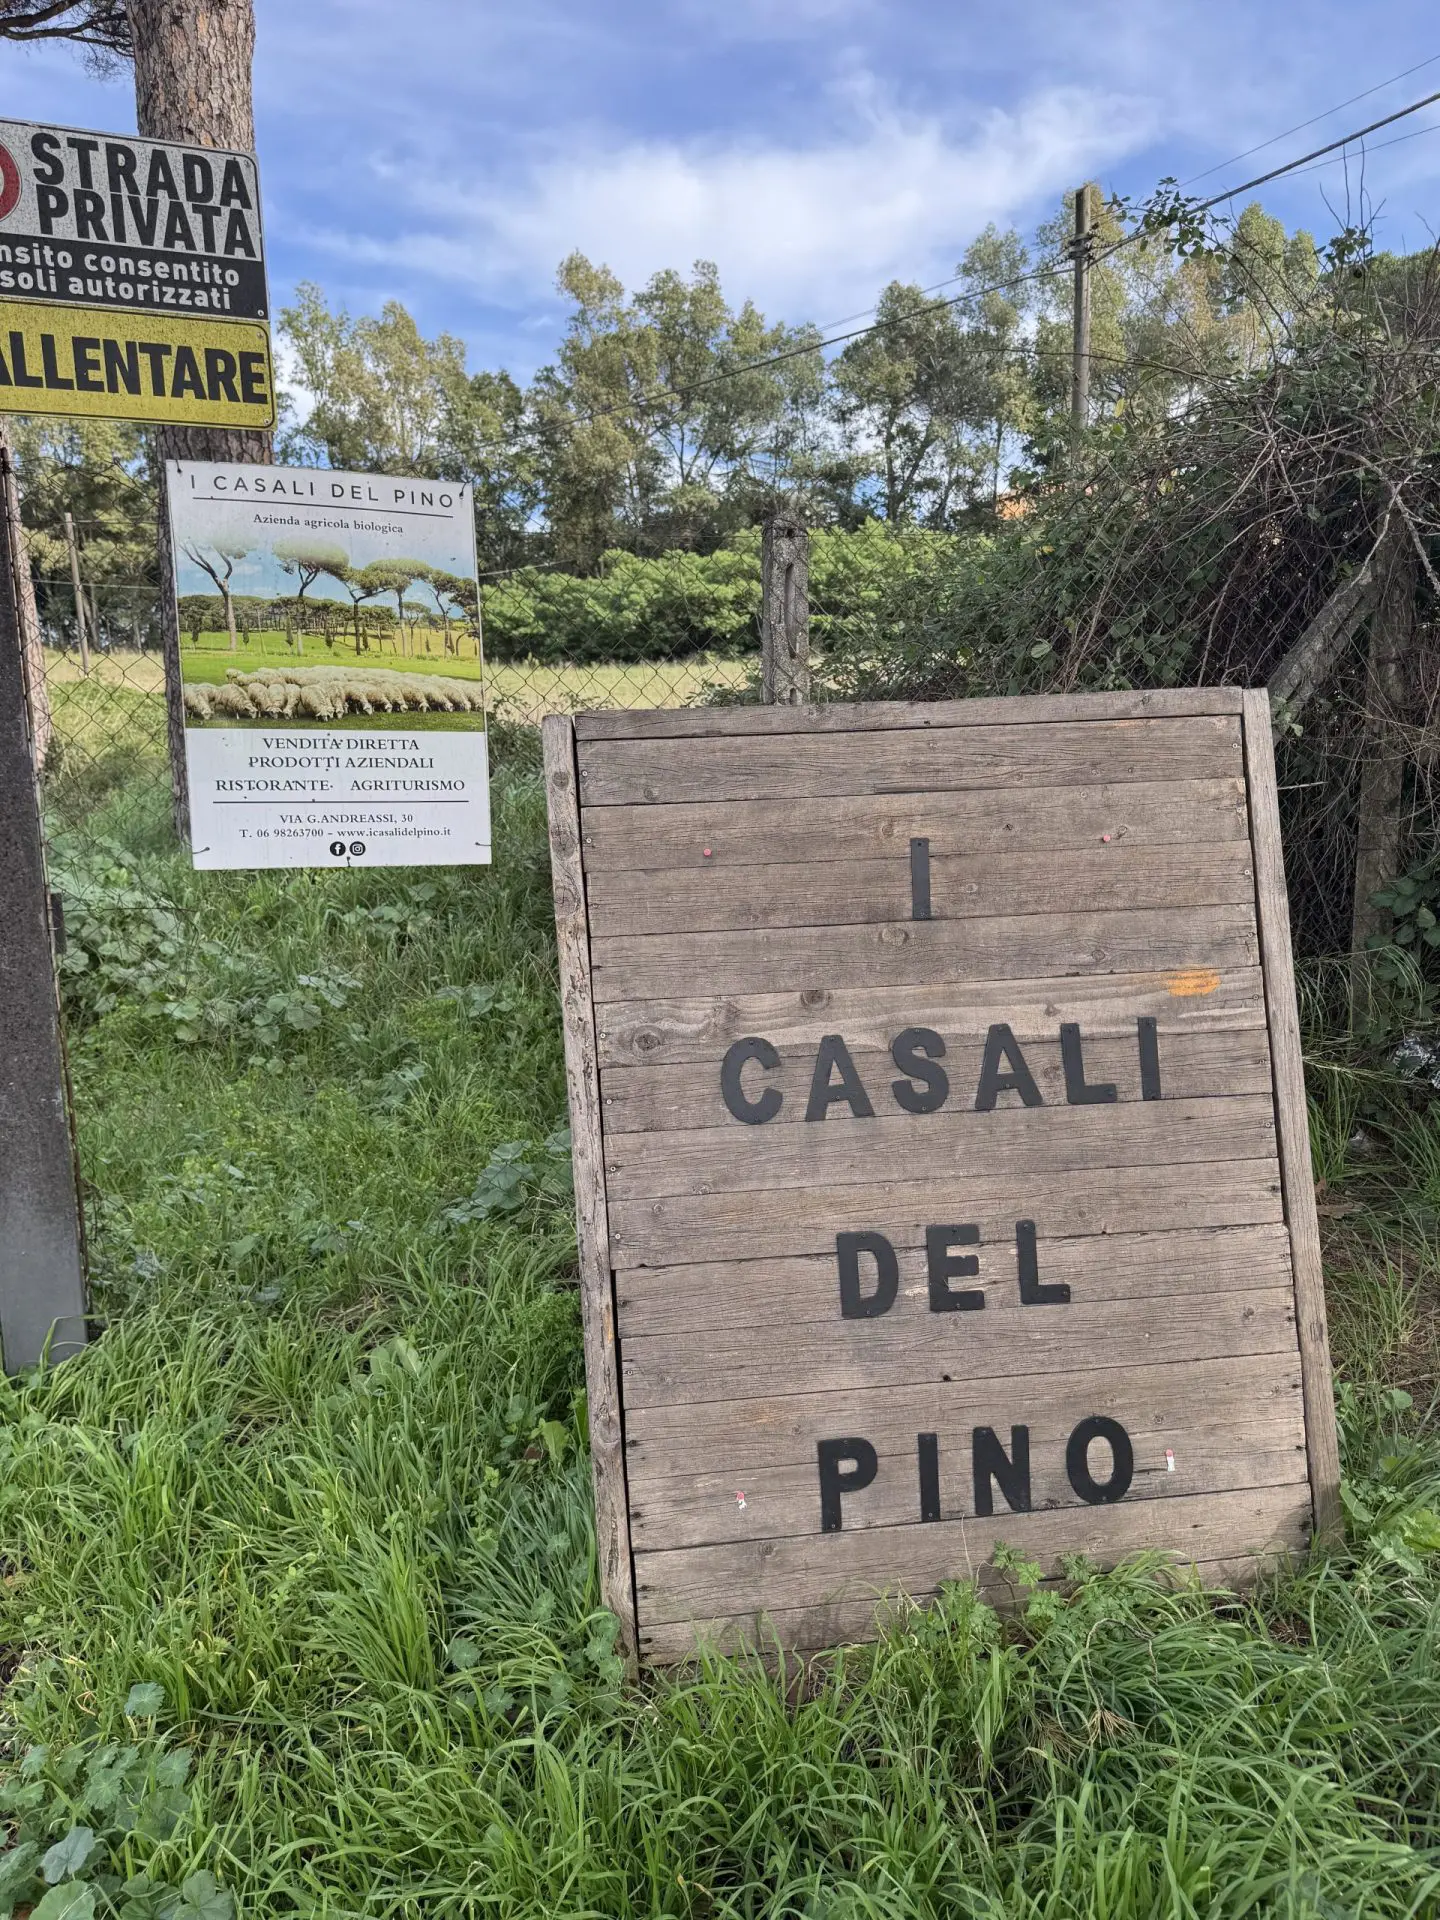 STRADA
PRIVATA
nsito consentito
soli autorizzati
ALLENTARE
I CASALI DEL PINO
Azienda agricola biologica
VENDITA DIRETTA
PRODOTTI AZIENDALI
RISTORANTE · AGRITURISMO
VIA G.ANDREASSI, 30
T. 06 98263700 - www.icasalidelpino.it
I
CASALI
DEL
PINO